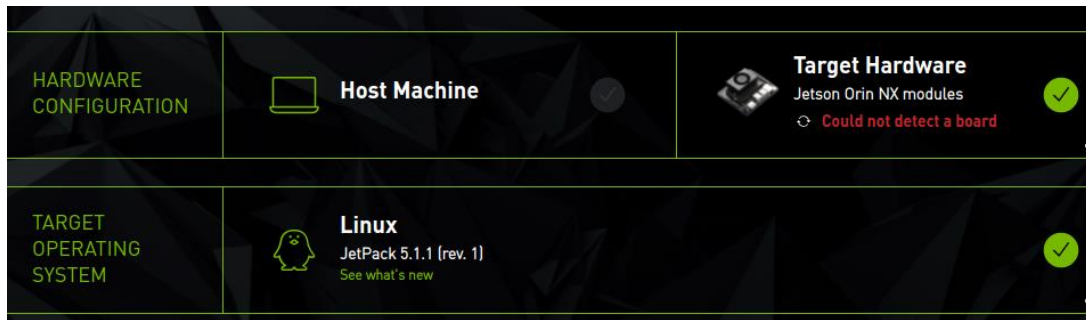 HARDWARE
CONFIGURATION
Host Machine
Target Hardware
Jetson Orin NX modules
Could not detect a board
TARGET
OPERATING
SYSTEM
Linux
JetPack 5.1.1 (rev. 1)
See what's new